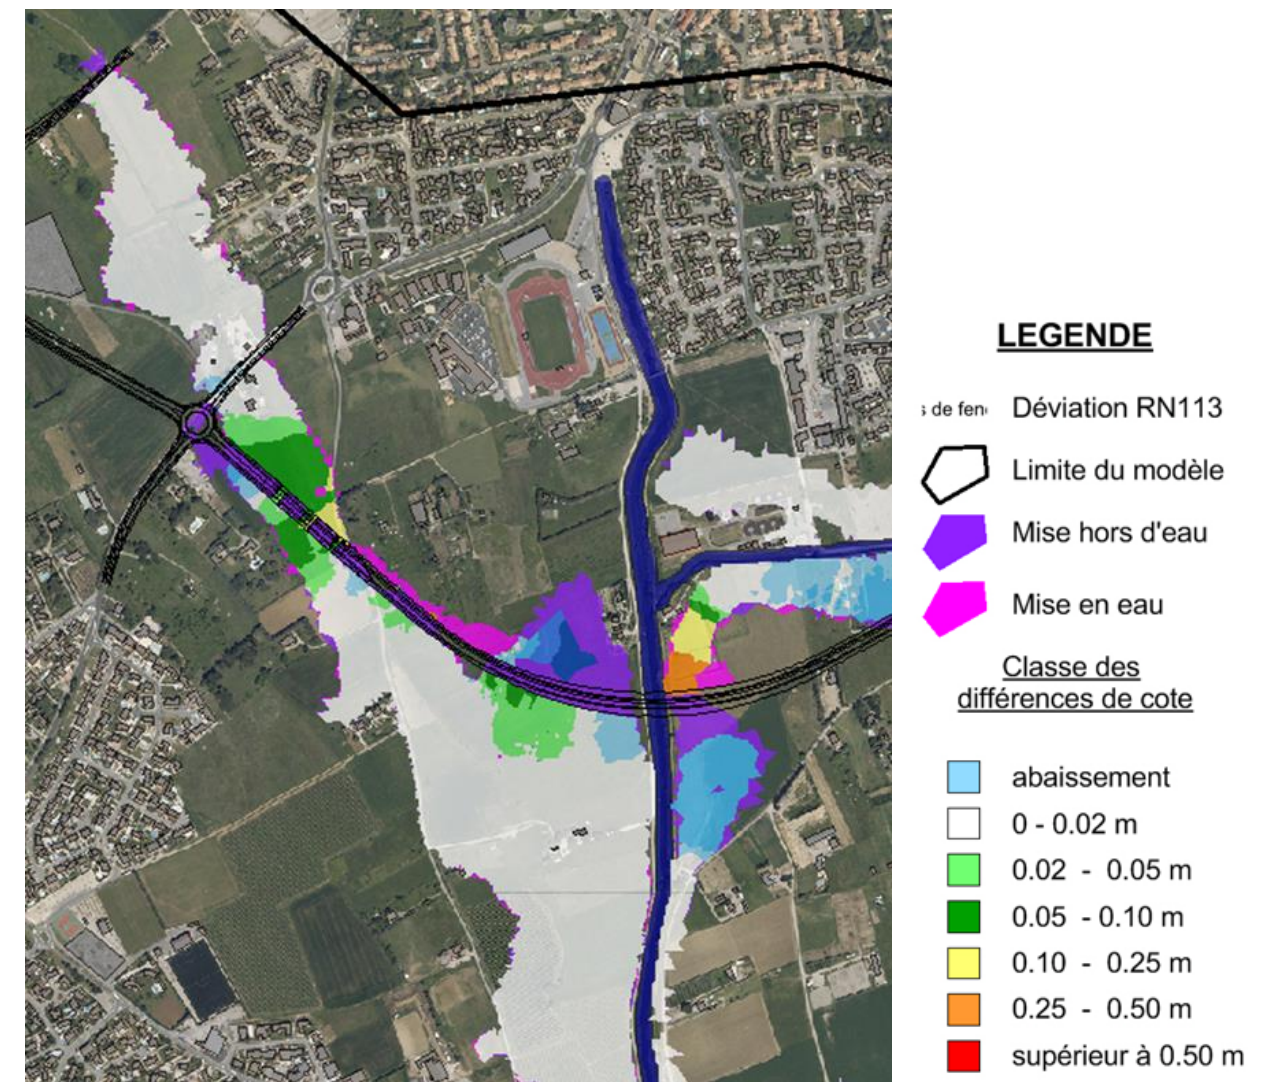 LEGENDE
s de fen
Déviation RN113
Limite du modèle
Mise hors d'eau
Mise en eau
Classe des
différences de cote
abaissement
0 - 0.02 m
0.02 - 0.05 m
0.05 - 0.10 m
0.10 - 0.25 m
0.25 - 0.50 m
supérieur à 0.50 m